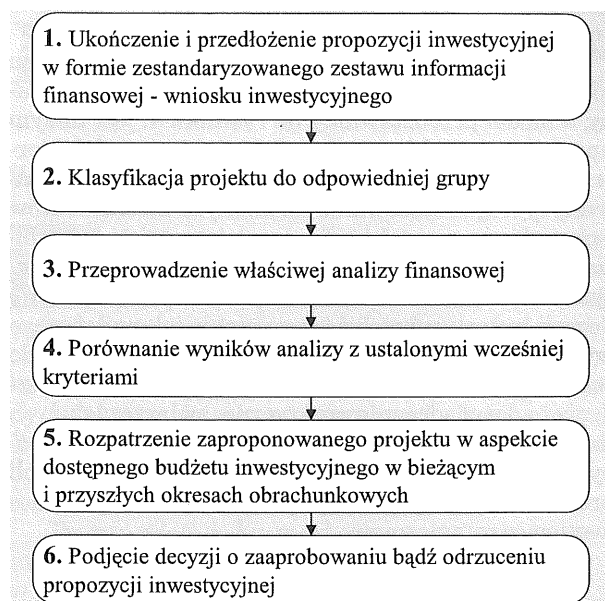 1. Ukończenie i przedłożenie propozycji inwestycyjnej
w formie zestandaryzowanego zestawu informacji
finansowej - wniosku inwestycyjnego
2. Klasyfikacja projektu do odpowiedniej grupy
3. Przeprowadzenie właściwej analizy finansowej
4. Porównanie wyników analizy z ustalonymi wcześniej
kryteriami
5. Rozpatrzenie zaproponowanego projektu w aspekcie
dostępnego budżetu inwestycyjnego w bieżącym
i przyszłych okresach obrachunkowych
6. Podjęcie decyzji o zaaprobowaniu bądź odrzuceniu
propozycji inwestycyjnej